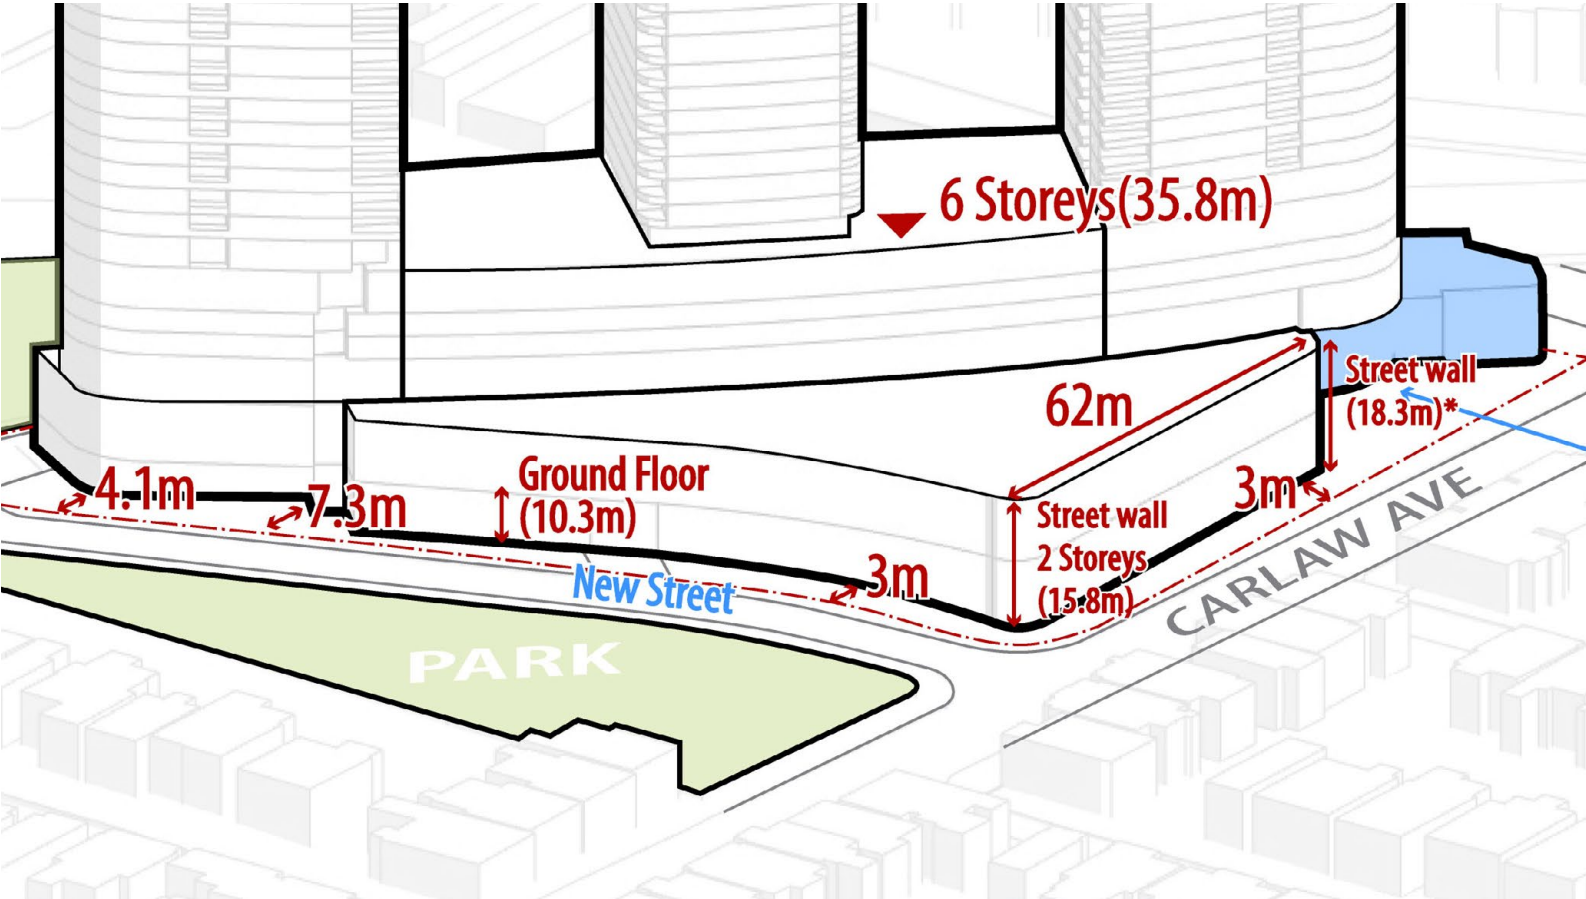 6 Storeys(35.8m)
62m
Street wall
(18.3m)*
Ground Floor
(10.3m)
4.1m
7.3m
3m
Street wall
2 Storeys
(15.8m)
3m
New Street
CARLAW AVE
PARK